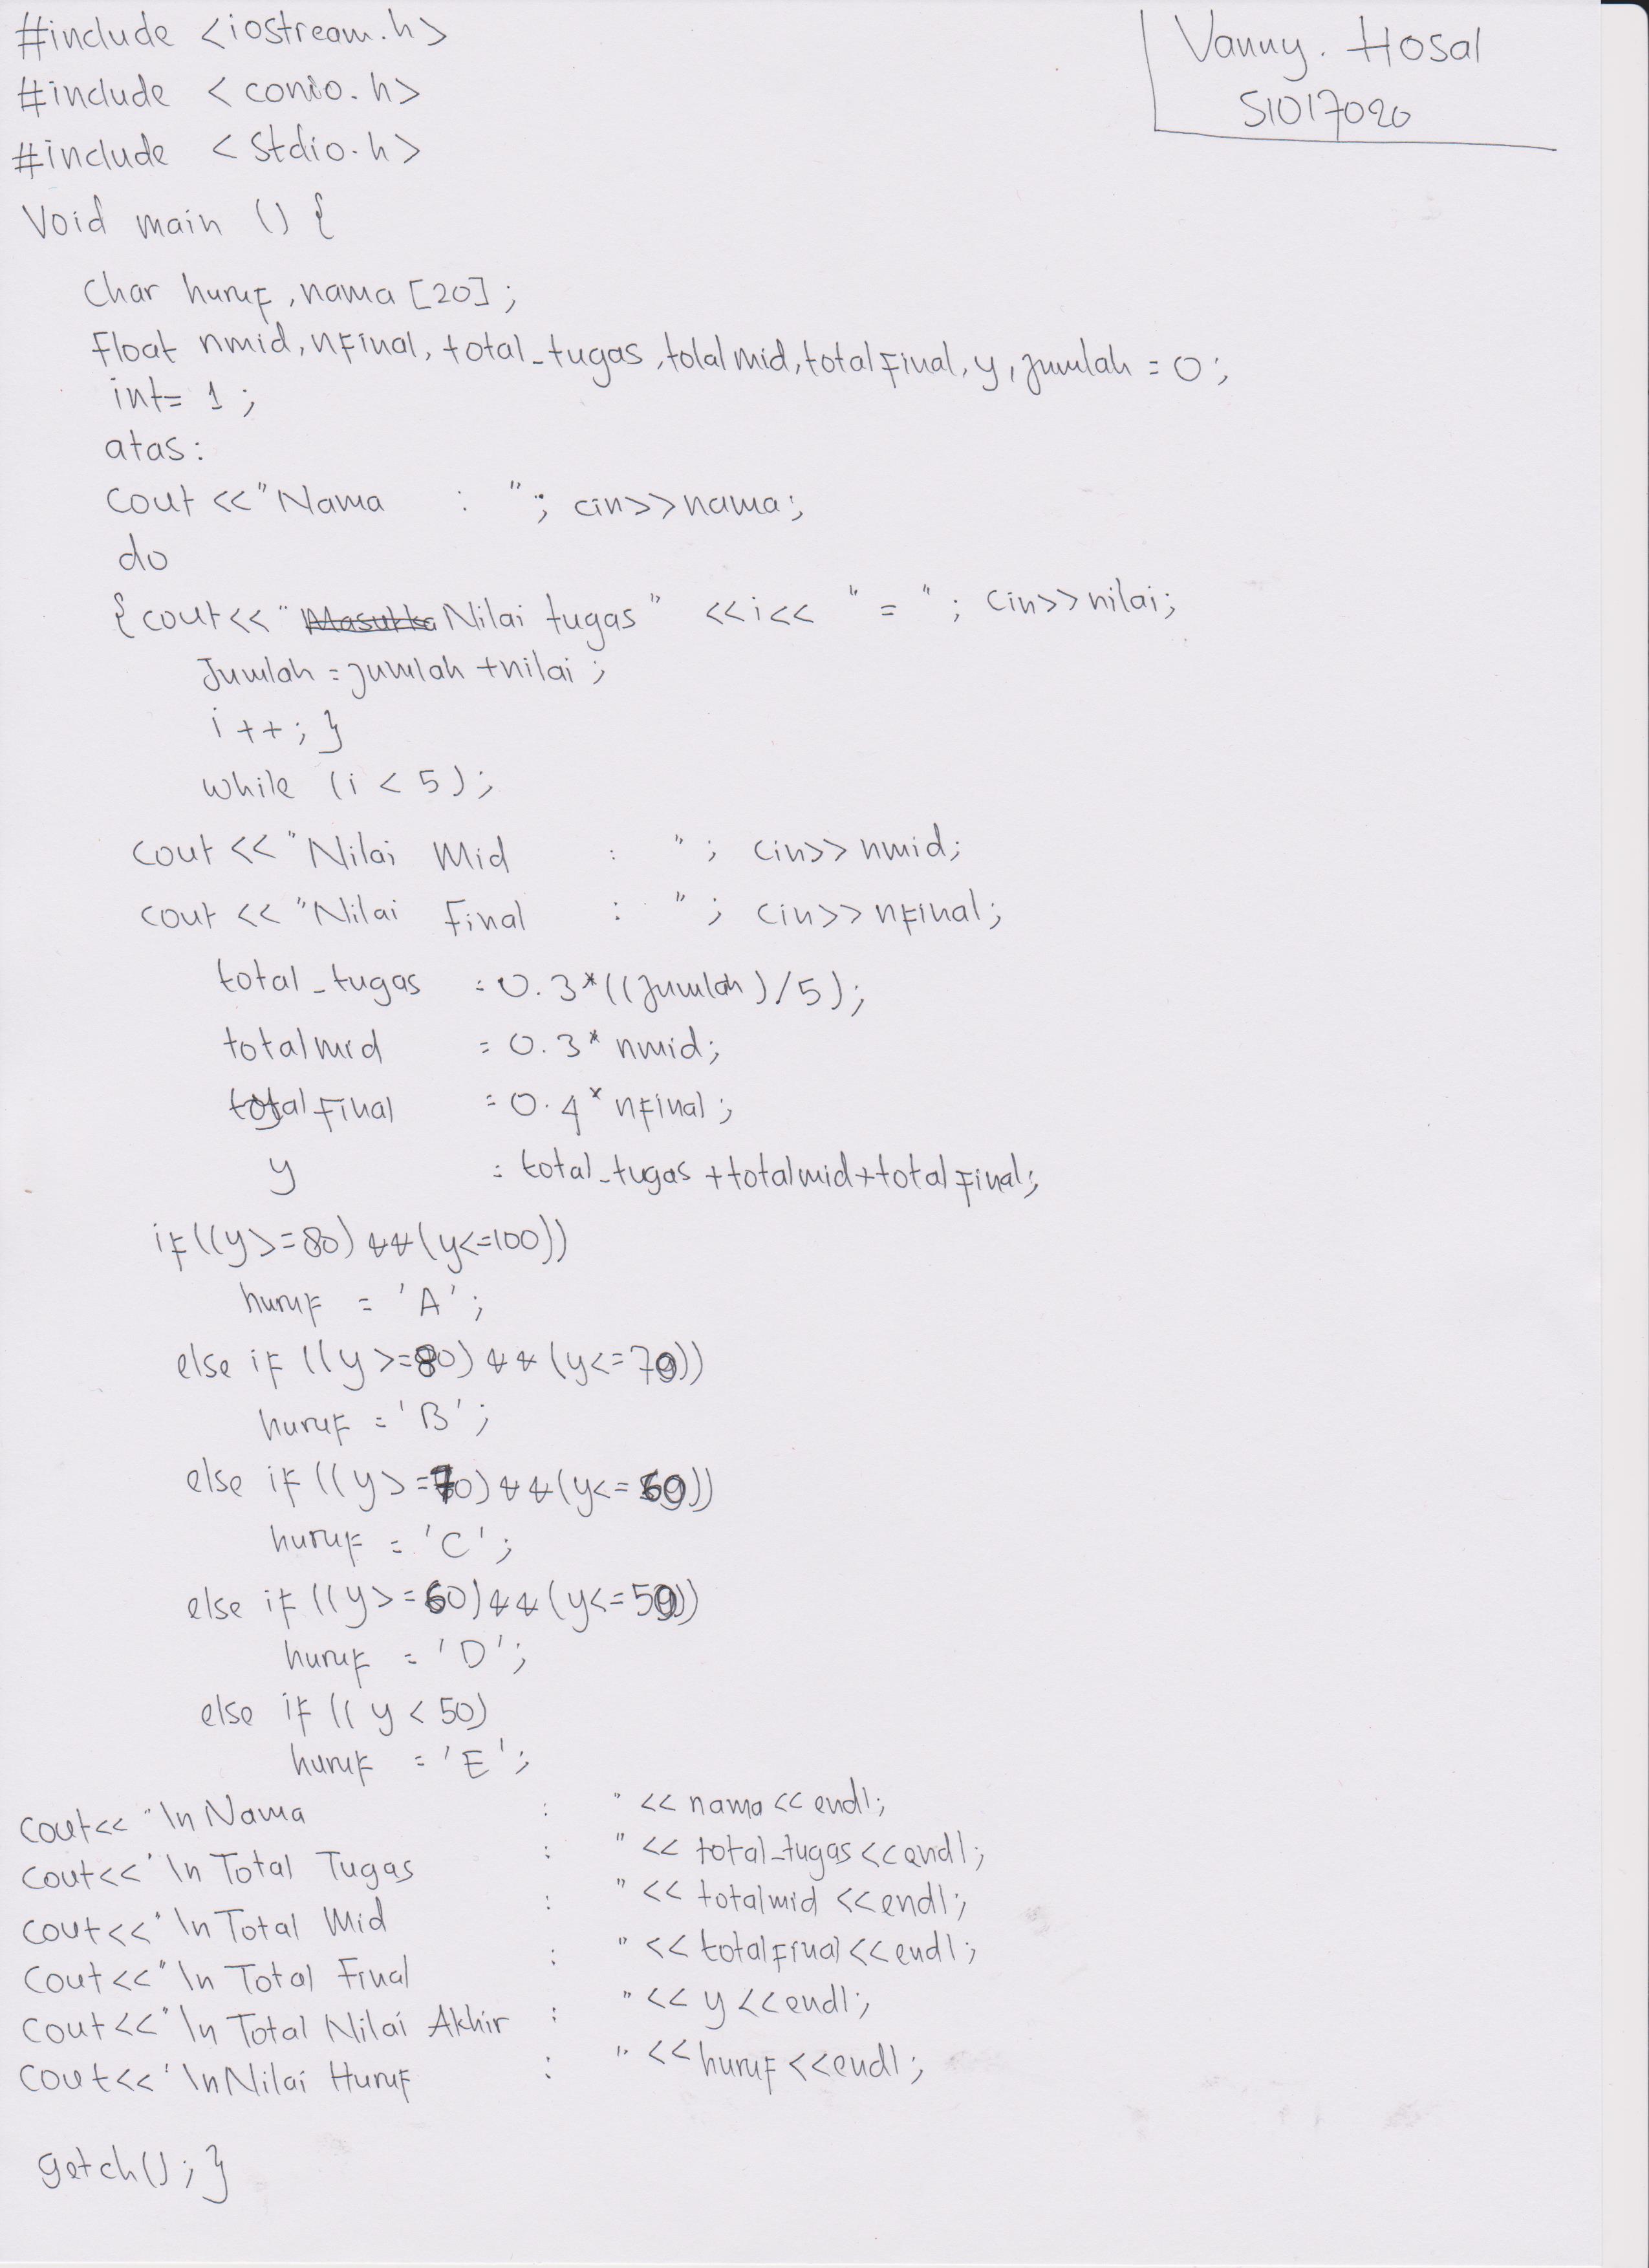 Vanny. Hosal
51017020
#include <iostream.h>
#include <conio.h>
#include <stdio.h>
Void main () {
Char huruf, nama [20];
Float nmid, nfinal, total_tugas, tolalmid, totalfinal, y, jumlah = 0;
int= 1 ;
atas:
Cout <<"Nama : "; cin>>nama;
do
{ cout<< " Nilai tugas" <<i<< " = " ; cin>>nilai;
Jumlah = jumlah + nilai ;
i ++ ; }
while (i < 5) ;
Cout << "Nilai Mid : " ; cin>> nmid;
cout << "Nilai Final : " ; cin>> nfinal;
total_tugas = 0.3*((jumlah)/5);
totalmid = 0.3* nmid;
totalfinal = 0.4* nfinal;
y = total_tugas + totalmid + totalfinal;
if((y>=80) && (y<=100))
huruf = 'A' ;
else if ((y>=80) && (y<=79))
huruf = 'B' ;
else if ((y>=70) && (y<=69))
huruf = 'C' ;
else if ((y>=60) && (y<=59))
huruf = 'D' ;
else if (( y < 50)
huruf = 'E' ;
Cout<< "\n Nama : " << nama << endl;
Cout<< "\n Total Tugas : " << total_tugas << endl;
Cout<< "\n Total Mid : " << totalmid << endl;
Cout<< "\n Total Final : " << totalfinal << endl;
Cout<< "\n Total Nilai Akhir : " << y << endl;
Cout<< "\n Nilai Huruf : " << huruf << endl;
getch() ; }